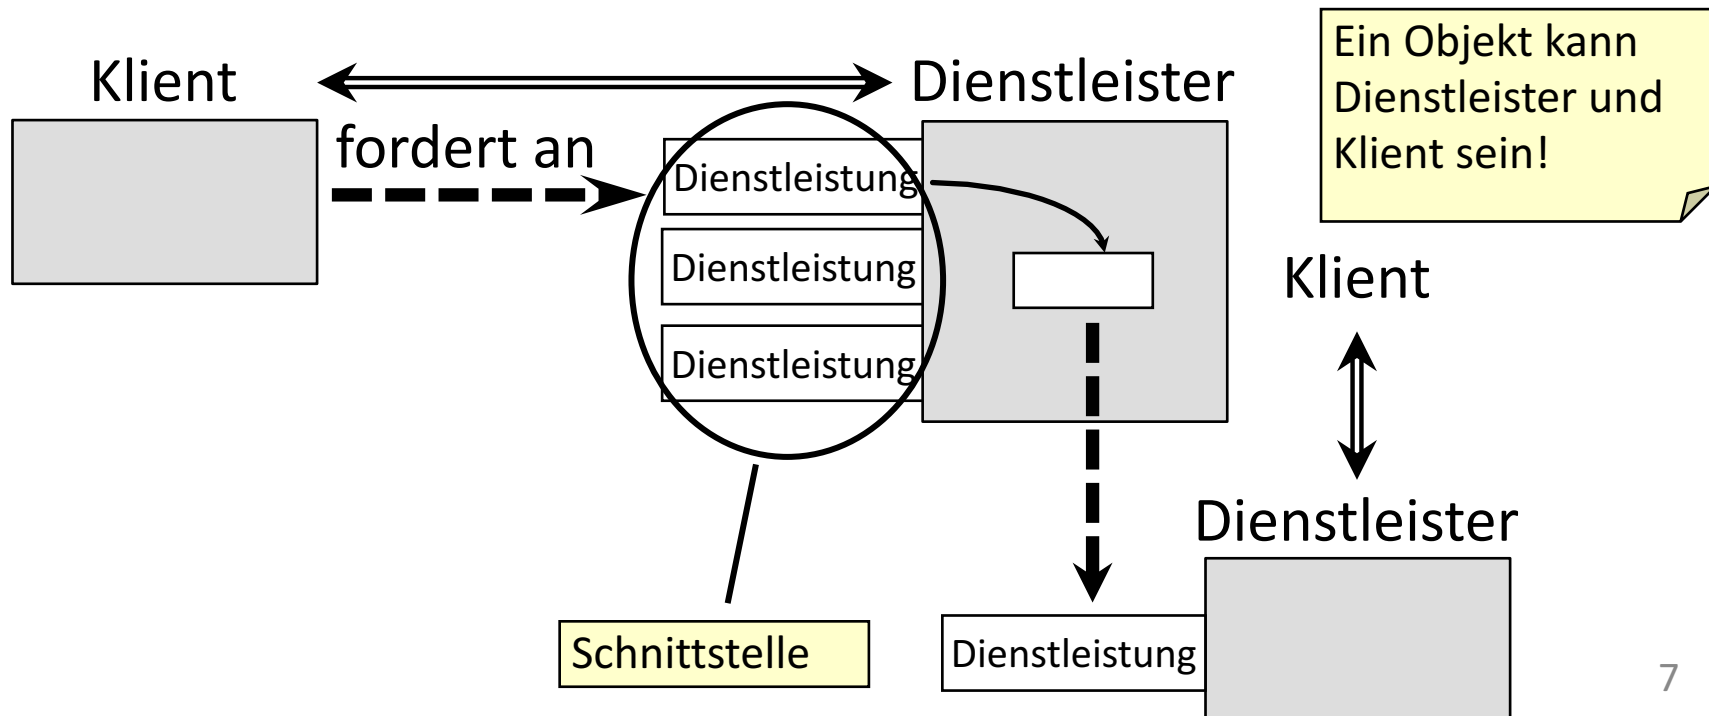 Klient
Dienstleister
Ein Objekt kann
Dienstleister und
Klient sein!
fordert an
Dienstleistung
Dienstleistung
Dienstleistung
Klient
Dienstleister
Schnittstelle
Dienstleistung
7